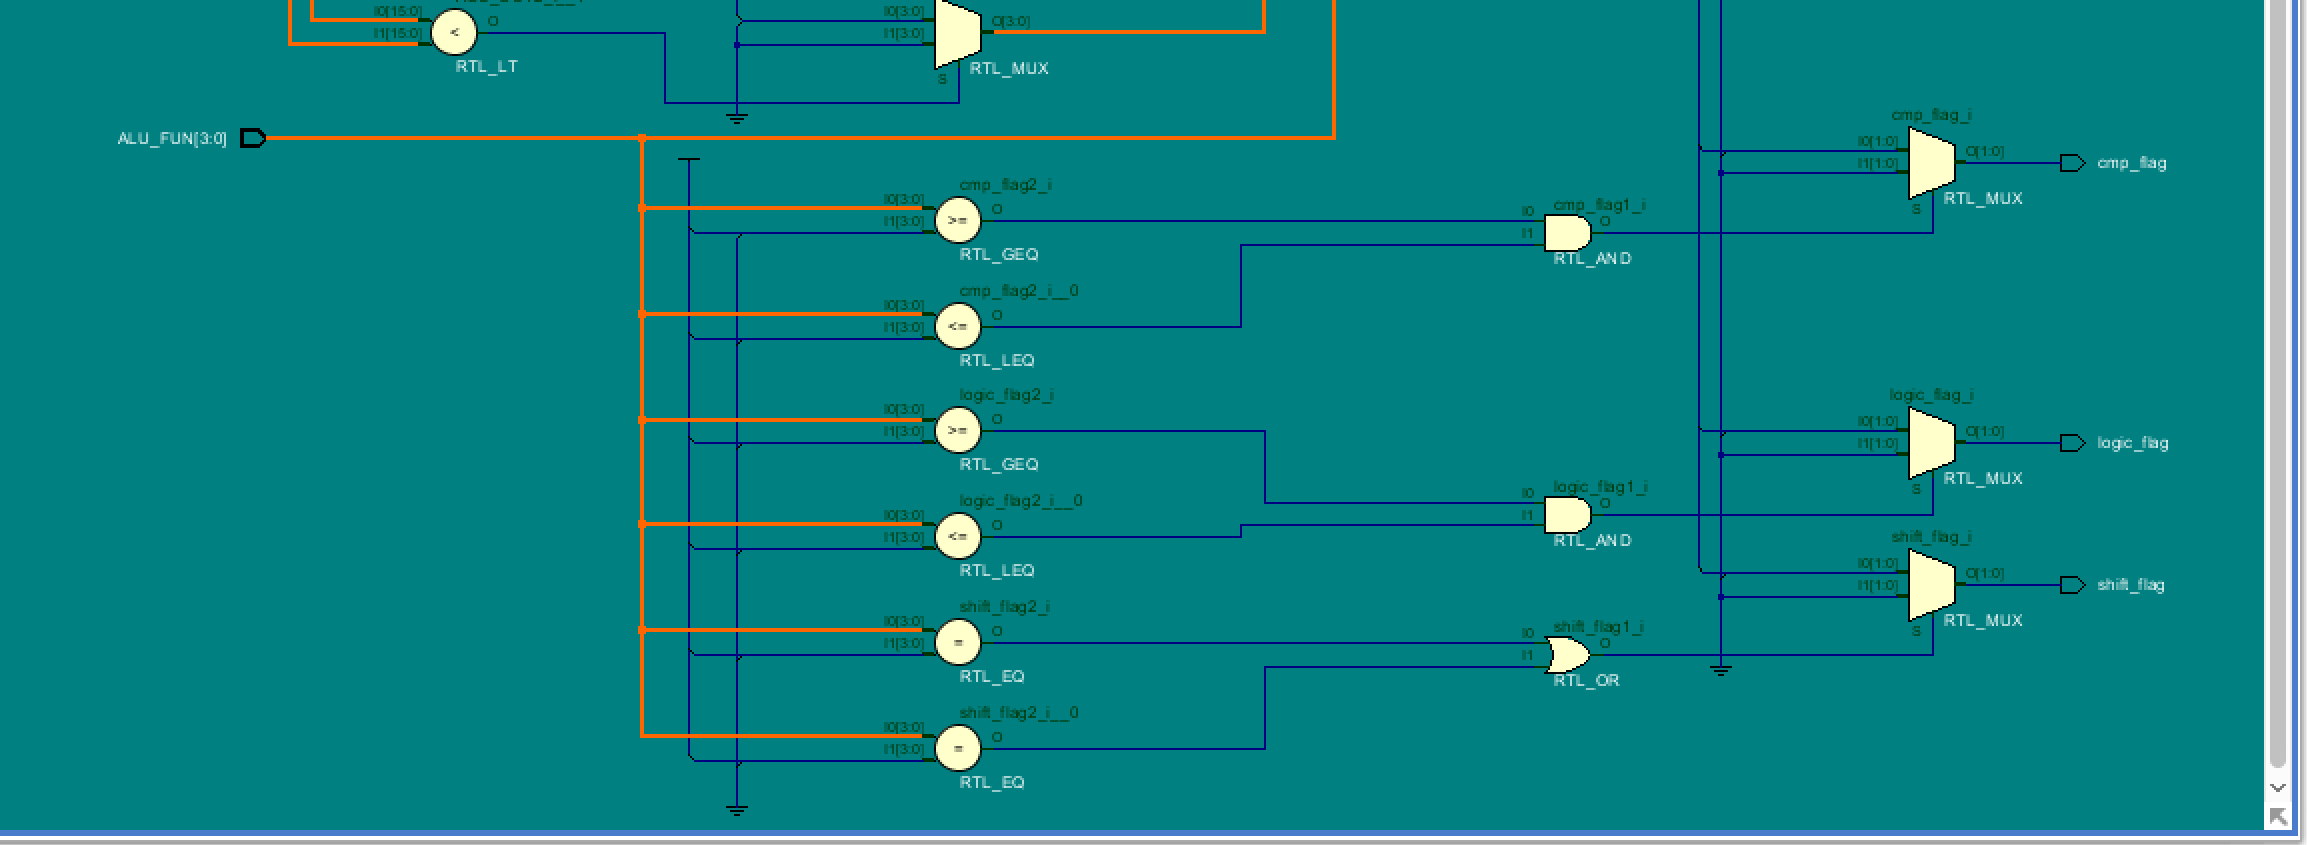 I0[15:0]
I1[15:0]
O
<
RTL_LT
I0[3:0]
I1[3:0]
O[3:0]
S
RTL_MUX
ALU_FUN[3:0]
cmp_flag2_i
I0[3:0]
I1[3:0]
>=
O
RTL_GEQ
cmp_flag2_i__0
I0[3:0]
I1[3:0]
<=
O
RTL_LEQ
logic_flag2_i
I0[3:0]
I1[3:0]
>=
O
RTL_GEQ
logic_flag2_i__0
I0[3:0]
I1[3:0]
<=
O
RTL_LEQ
shift_flag2_i
I0[3:0]
I1[3:0]
=
O
RTL_EQ
shift_flag2_i__0
I0[3:0]
I1[3:0]
=
O
RTL_EQ
cmp_flag1_i
I0
I1
O
RTL_AND
logic_flag1_i
I0
I1
O
RTL_AND
shift_flag1_i
I0
I1
O
RTL_OR
cmp_flag_i
I0[1:0]
I1[1:0]
O[1:0]
S
RTL_MUX
cmp_flag
logic_flag_i
I0[1:0]
I1[1:0]
O[1:0]
S
RTL_MUX
logic_flag
shift_flag_i
I0[1:0]
I1[1:0]
O[1:0]
S
RTL_MUX
shift_flag